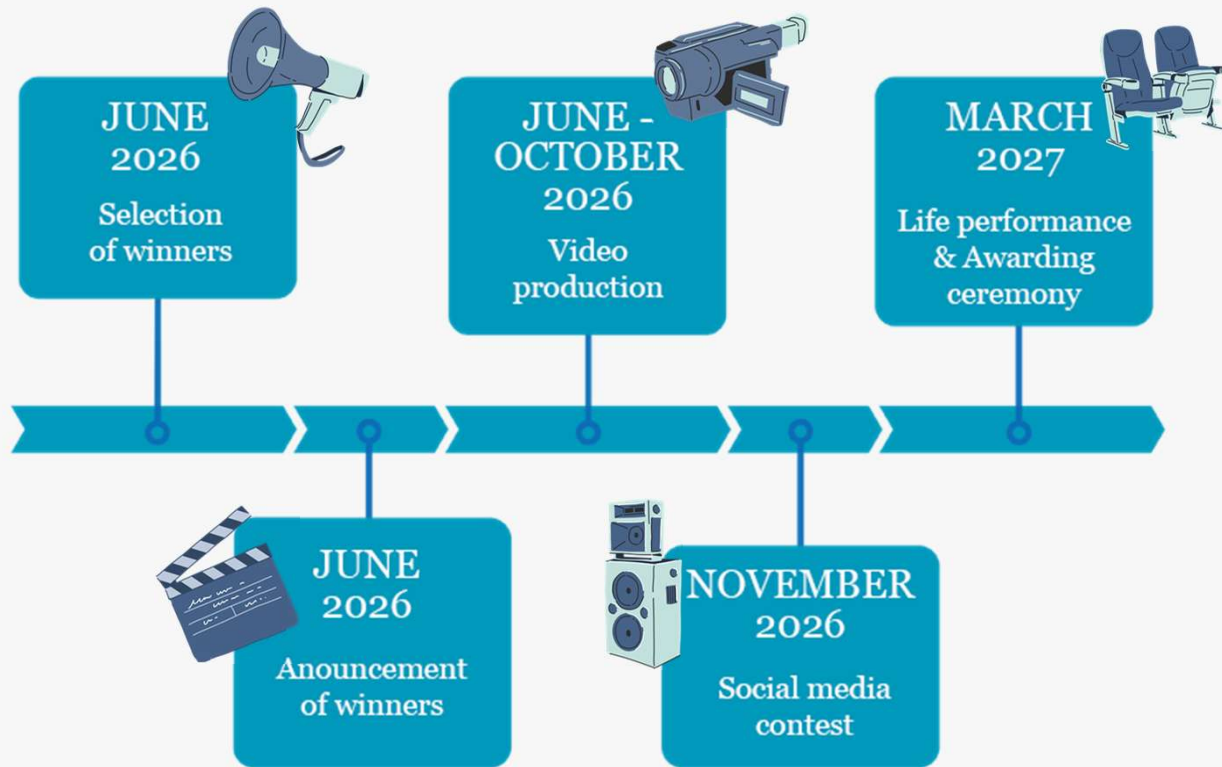 JUNE
2026
Selection
of winners
JUNE
2026
Anouncement
of winners
JUNE -
OCTOBER
2026
Video
production
NOVEMBER
2026
Social media
contest
MARCH
2027
Life performance
& Awarding
ceremony